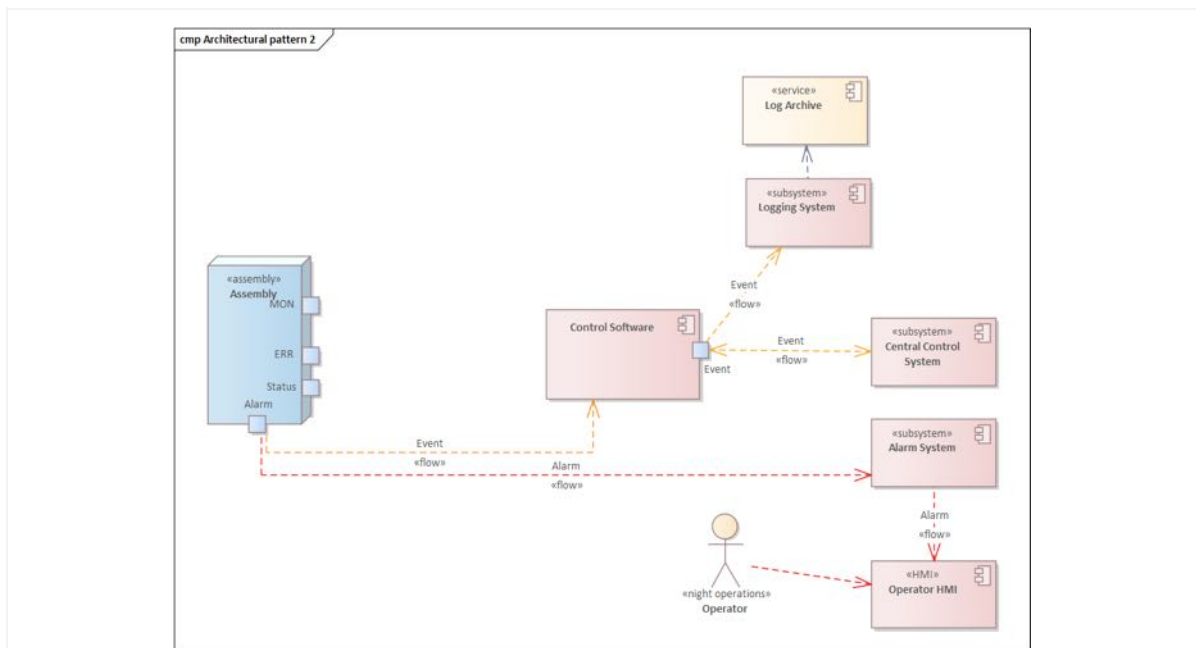 cmp Architectural pattern 2
«service»
Log Archive
«subsystem»
Logging System
«assembly»
Assembly
MON
ERR
Status
Alarm
Control Software
Event
Event
«flow»
Event
«flow»
«subsystem»
Central Control
System
Event
«flow»
Alarm
«flow»
«subsystem»
Alarm System
Alarm
«flow»
«HMI»
Operator HMI
«night operations»
Operator